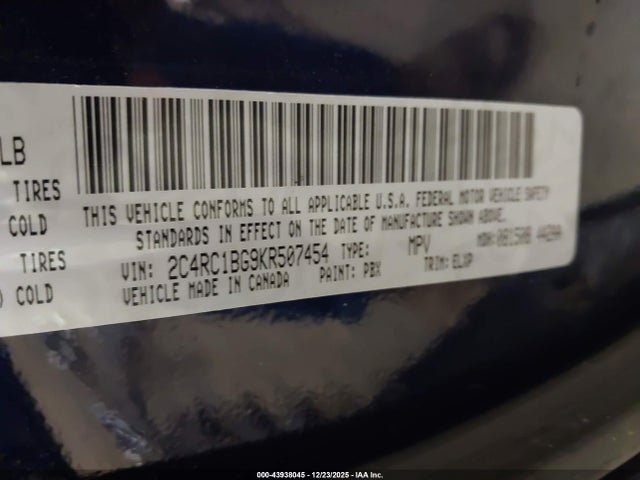 LB
TIRES
COLD
TIRES
) COLD
THIS VEHICLE CONFORMS TO ALL APPLICABLE U.S.A. FEDERAL MOTOR VEHICLE SAFETY
STANDARDS IN EFFECT ON THE DATE OF MANUFACTURE SHOWN ABOVE.
VIN: 2C4RC1BG9KR507454 TYPE: MPV MDH:
VEHICLE MADE IN CANADA PAINT: PBX TRIM:
000-43938045 - 12/23/2025 - IAA Inc.